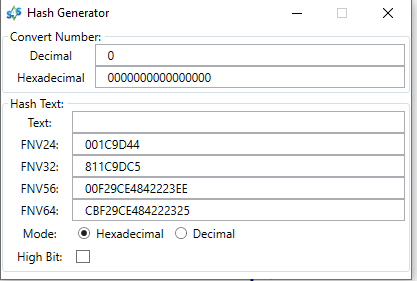 Hash Generator
Convert Number:
Decimal 0
Hexadecimal 0000000000000000
Hash Text:
Text:
FNV24: 001C9D44
FNV32: 811C9DC5
FNV56: 00F29CE4842223EE
FNV64: CBF29CE484222325
Mode: Hexadecimal Decimal
High Bit: